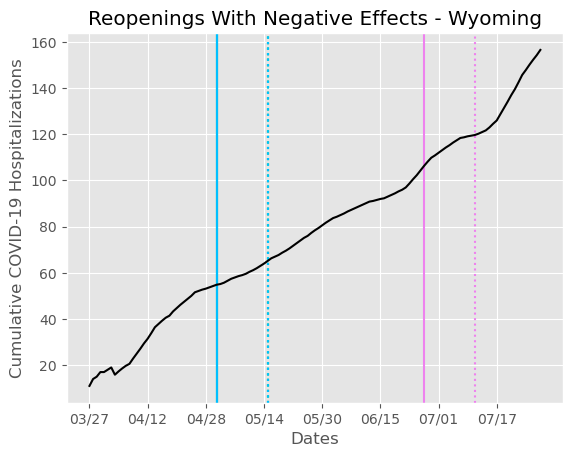 Reopenings With Negative Effects - Wyoming
Cumulative COVID-19 Hospitalizations
160
140
120
100
80
60
40
20
03/27 04/12 04/28 05/14 05/30 06/15 07/01 07/17
Dates